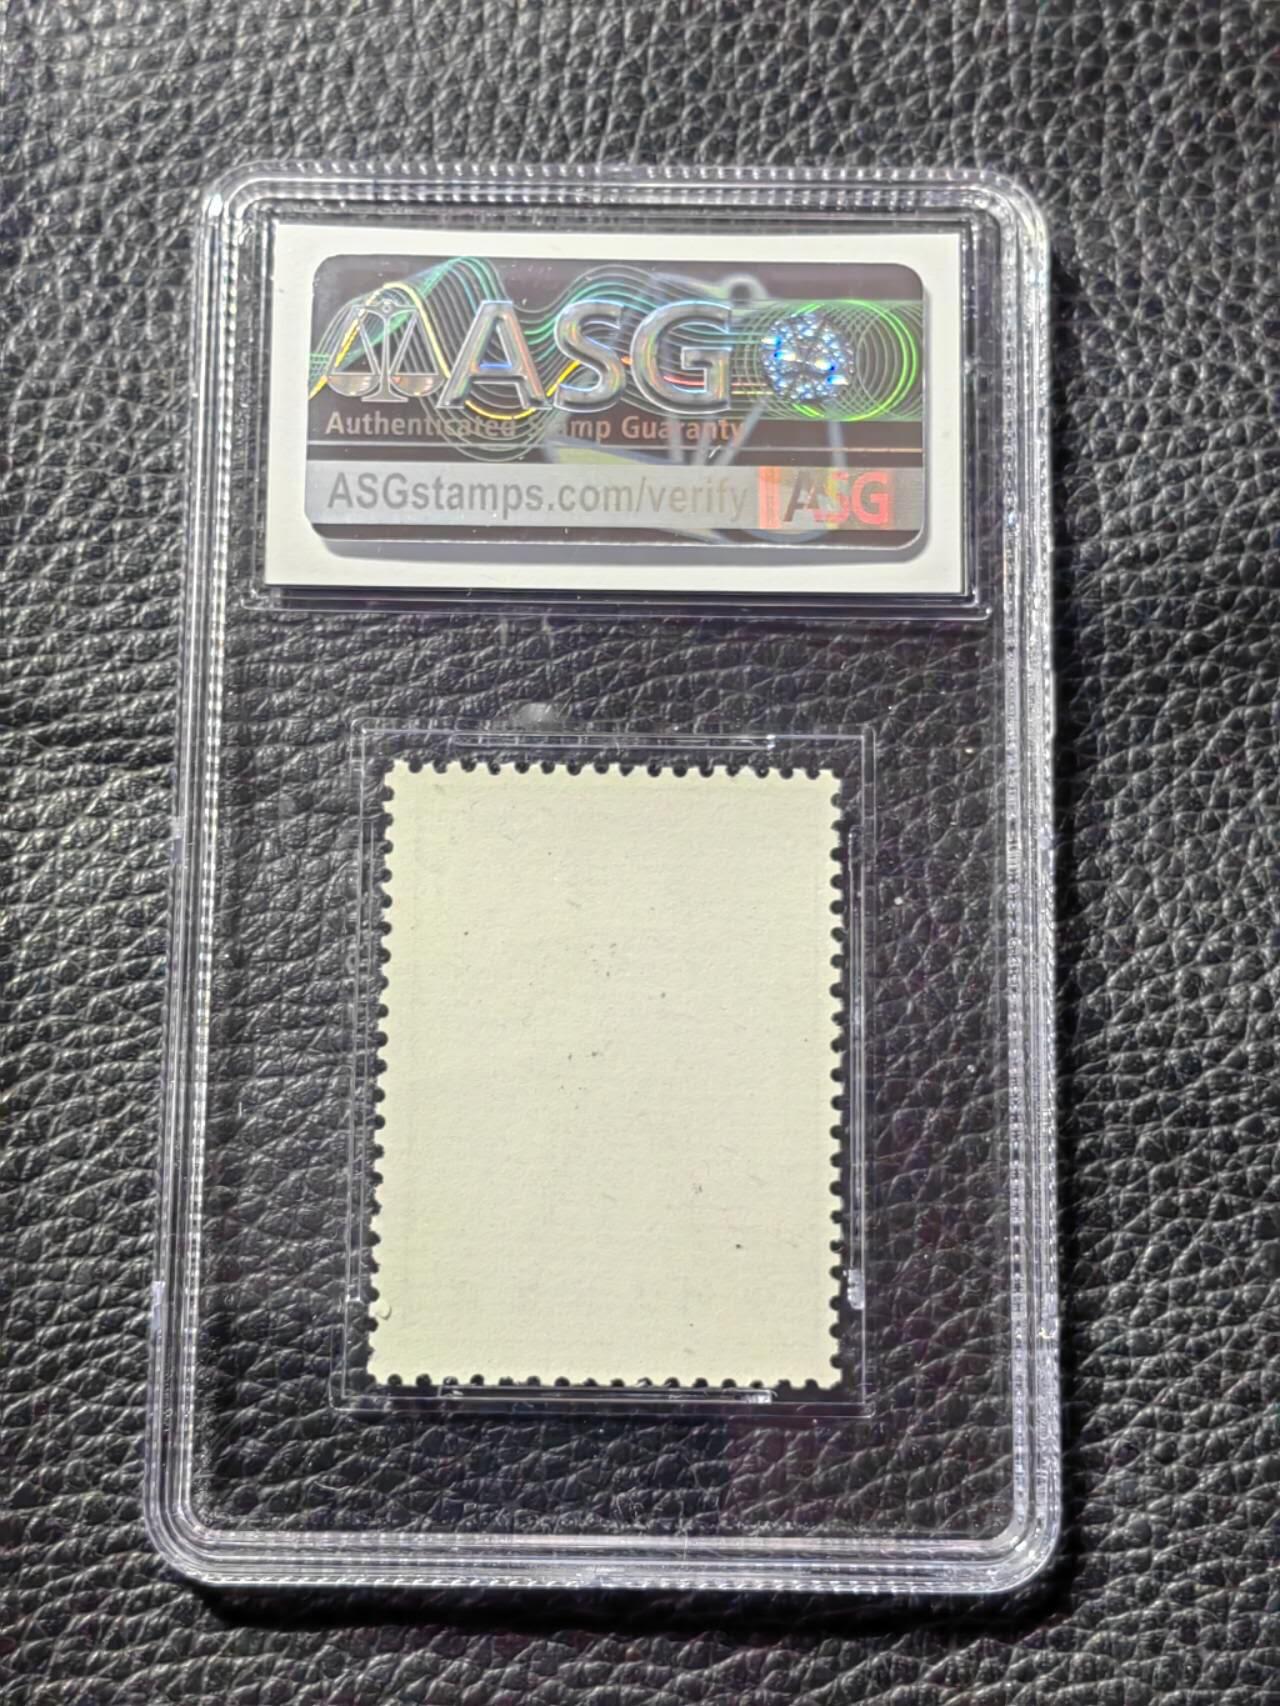 ASG
Authenticated Stamp Guaranty
ASGstamps.com/verify ASG